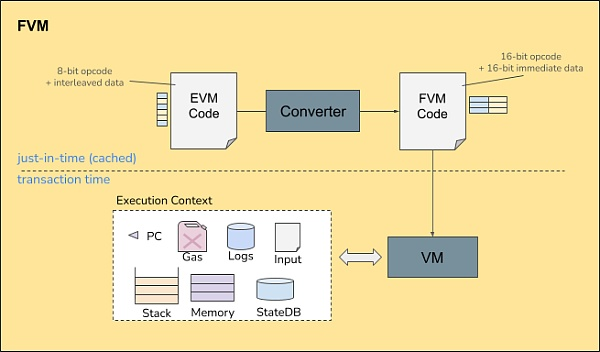 FVM
8-bit opcode
+ interleaved data
16-bit opcode
+ 16-bit immediate data
EVM
Code
Converter
FVM
Code
just-in-time (cached)
transaction time
Execution Context
PC
Gas
Logs
Input
VM
Stack
Memory
StateDB